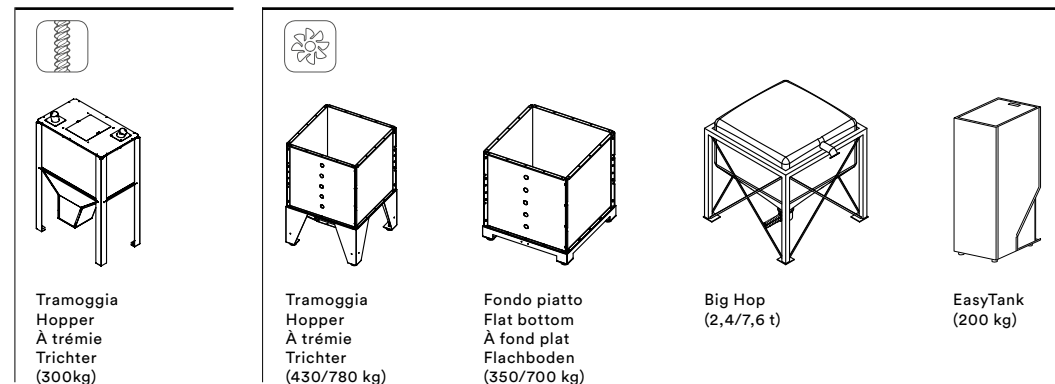 Tramoggia
Hopper
À trémie
Trichter
(300kg)
Tramoggia
Hopper
À trémie
Trichter
(430/780 kg)
Fondo piatto
Flat bottom
À fond plat
Flachboden
(350/700 kg)
Big Hop
(2,4/7,6 t)
EasyTank
(200 kg)